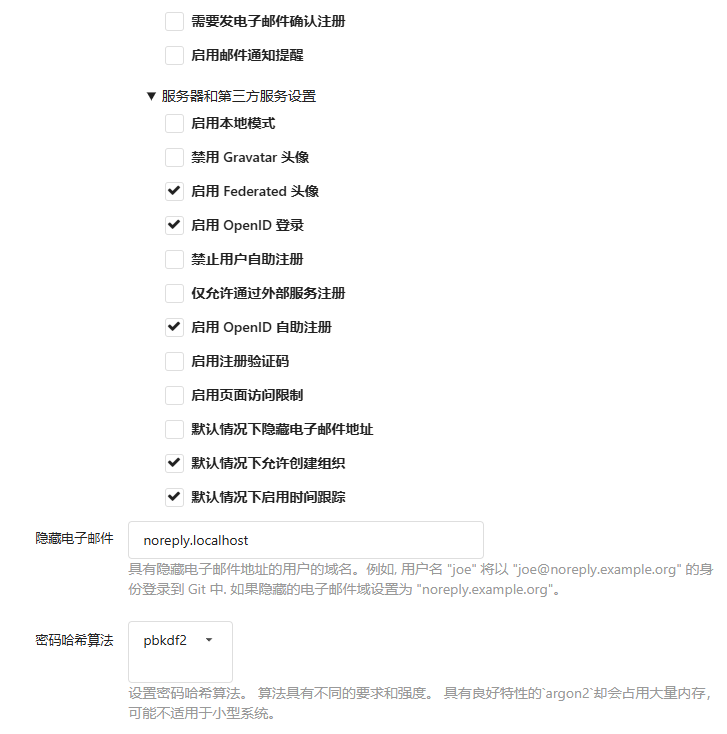 需要发电子邮件确认注册
启用邮件通知提醒
▼ 服务器和第三方服务设置
启用本地模式
禁用 Gravatar 头像
启用 Federated 头像
启用 OpenID 登录
禁止用户自助注册
仅允许通过外部服务注册
启用 OpenID 自助注册
启用注册验证码
启用页面访问限制
默认情况下隐藏电子邮件地址
默认情况下允许创建组织
默认情况下启用时间跟踪
隐藏电子邮件 noreply.localhost
具有隐藏电子邮件地址的用户的域名。例如, 用户名 "joe" 将以 "joe@noreply.example.org" 的身
份登录到 Git 中. 如果隐藏的电子邮件域设置为 "noreply.example.org"。
密码哈希算法 pbkdf2
设置密码哈希算法。 算法具有不同的要求和强度。 具有良好特性的`argon2`却会占用大量内存，
可能不适用于小型系统。